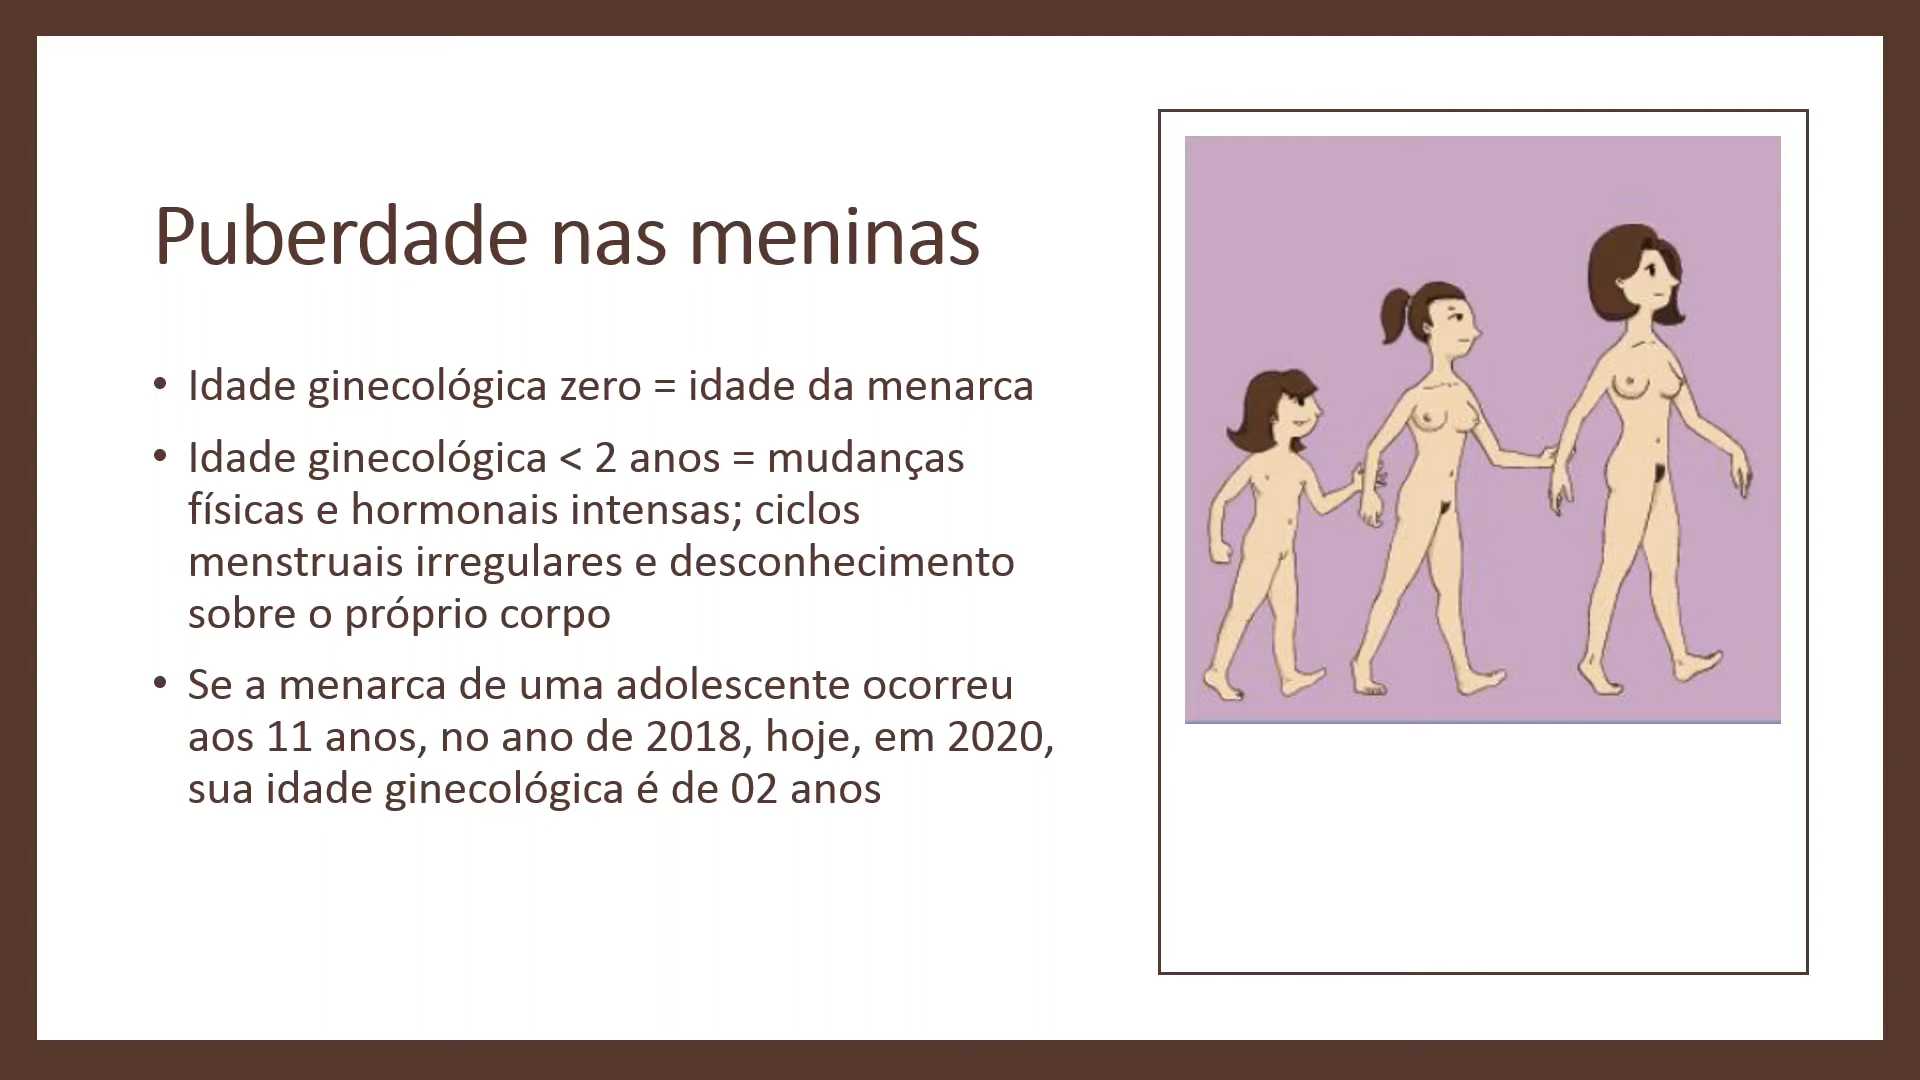 Puberdade nas meninas
• Idade ginecológica zero = idade da menarca
• Idade ginecológica < 2 anos = mudanças
físicas e hormonais intensas; ciclos
menstruais irregulares e desconhecimento
sobre o próprio corpo
• Se a menarca de uma adolescente ocorreu
aos 11 anos, no ano de 2018, hoje, em 2020,
sua idade ginecológica é de 02 anos